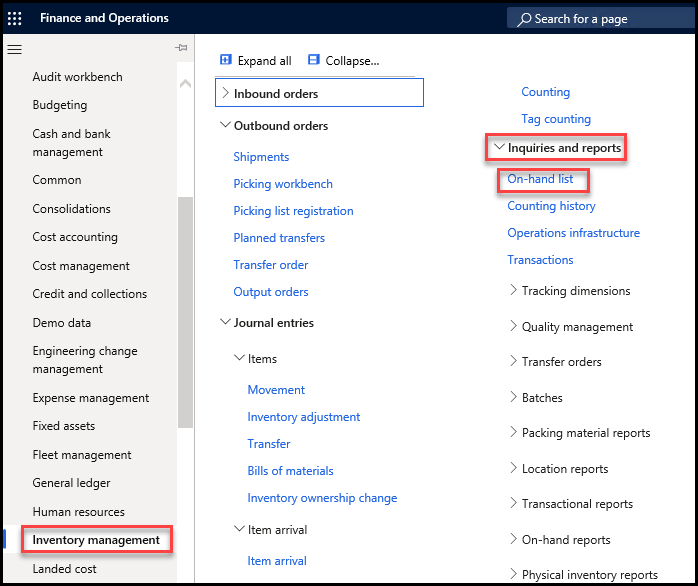 Finance and Operations
Search for a page
Audit workbench
Budgeting
Cash and bank
management
Common
Consolidations
Cost accounting
Cost management
Credit and collections
Demo data
Engineering change
management
Expense management
Fixed assets
Fleet management
General ledger
Human resources
Inventory management
Landed cost
Expand all
Collapse...
Inbound orders
Outbound orders
Shipments
Picking workbench
Picking list registration
Planned transfers
Transfer order
Output orders
Journal entries
Items
Movement
Inventory adjustment
Transfer
Bills of materials
Inventory ownership change
Item arrival
Item arrival
Counting
Tag counting
Inquiries and reports
On-hand list
Counting history
Operations infrastructure
Transactions
Tracking dimensions
Quality management
Transfer orders
Batches
Packing material reports
Location reports
Transactional reports
On-hand reports
Physical inventory reports